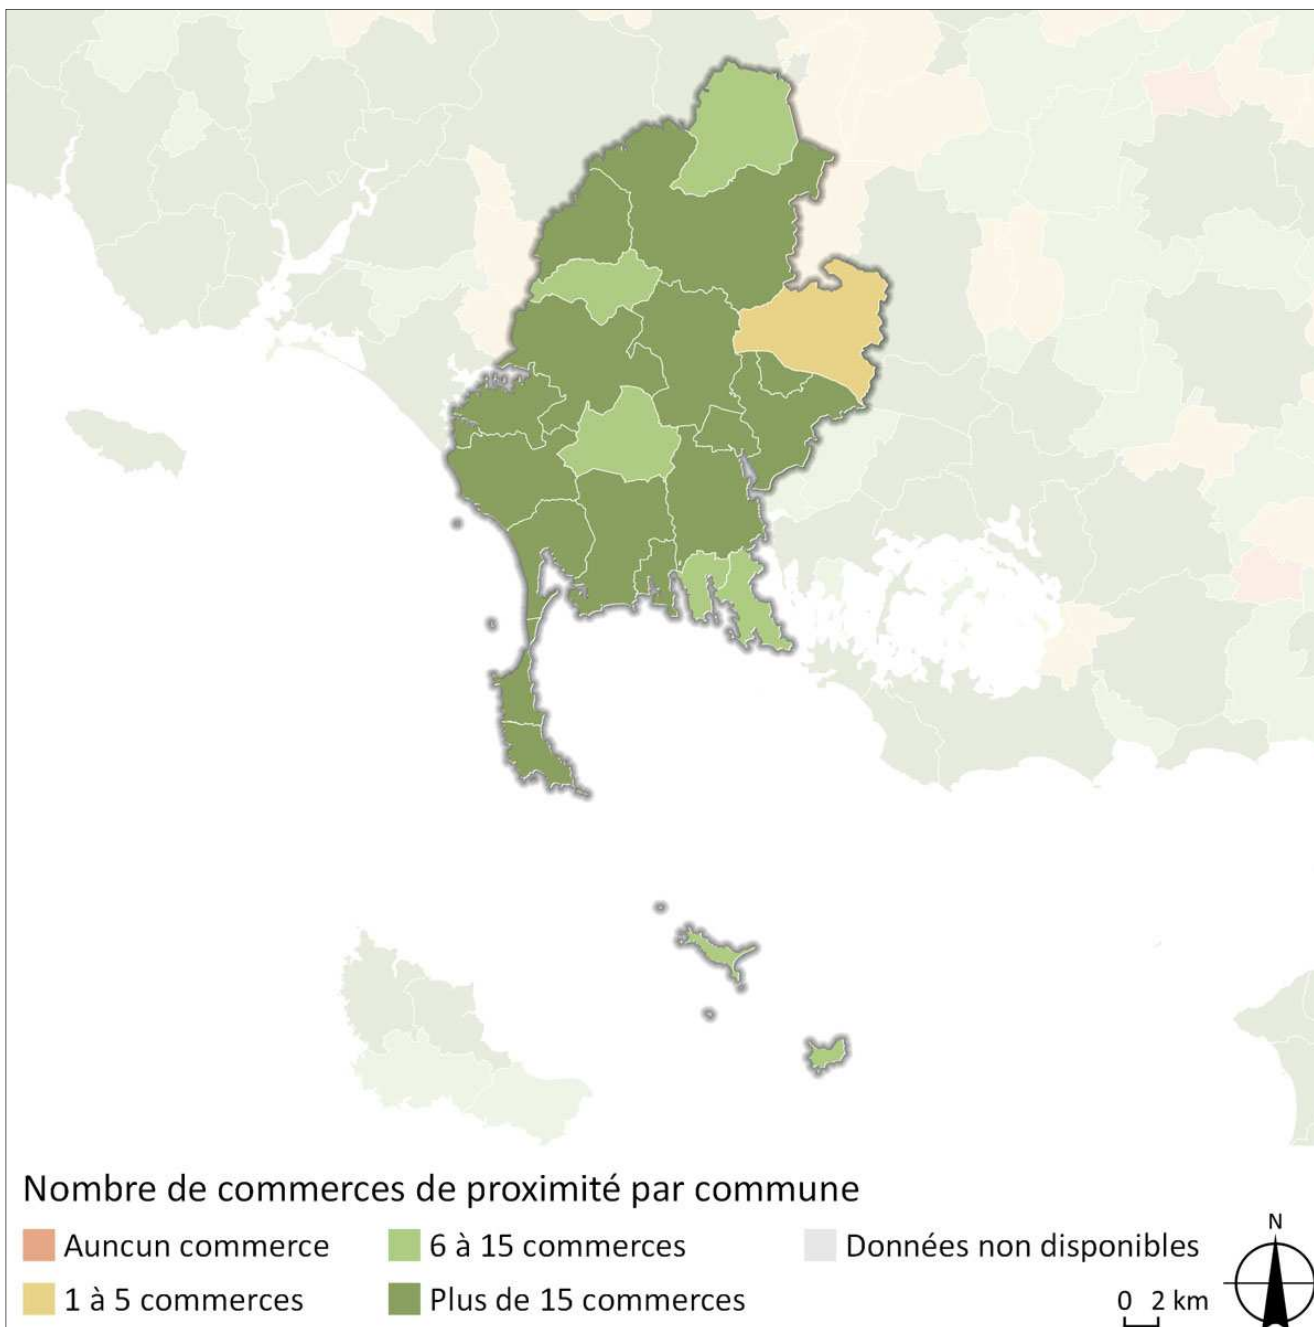 Nombre de commerces de proximité par commune
Auncun commerce
6 à 15 commerces
Données non disponibles
1 à 5 commerces
Plus de 15 commerces
0 2 km
N